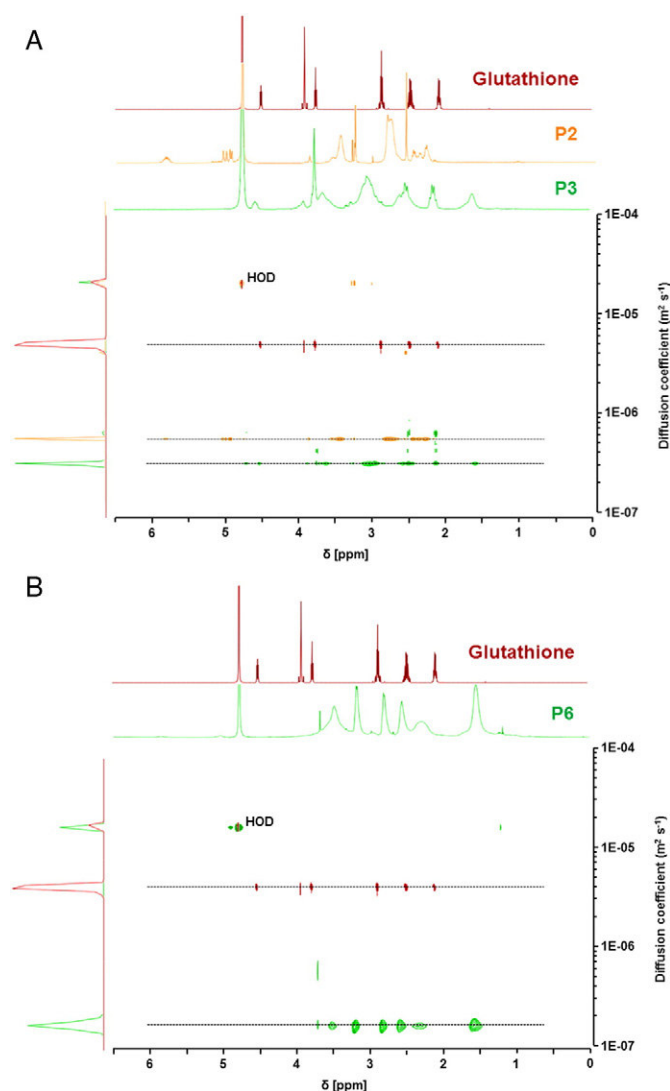 A
Glutathione
P2
P3
1E-04
HOD
1E-05
1E-06
1E-07
Diffusion coefficient (m² s⁻¹)
6 5 4 3 2 1 0
δ [ppm]
B
Glutathione
P6
1E-04
HOD
1E-05
1E-06
1E-07
Diffusion coefficient (m² s⁻¹)
6 5 4 3 2 1 0
δ [ppm]